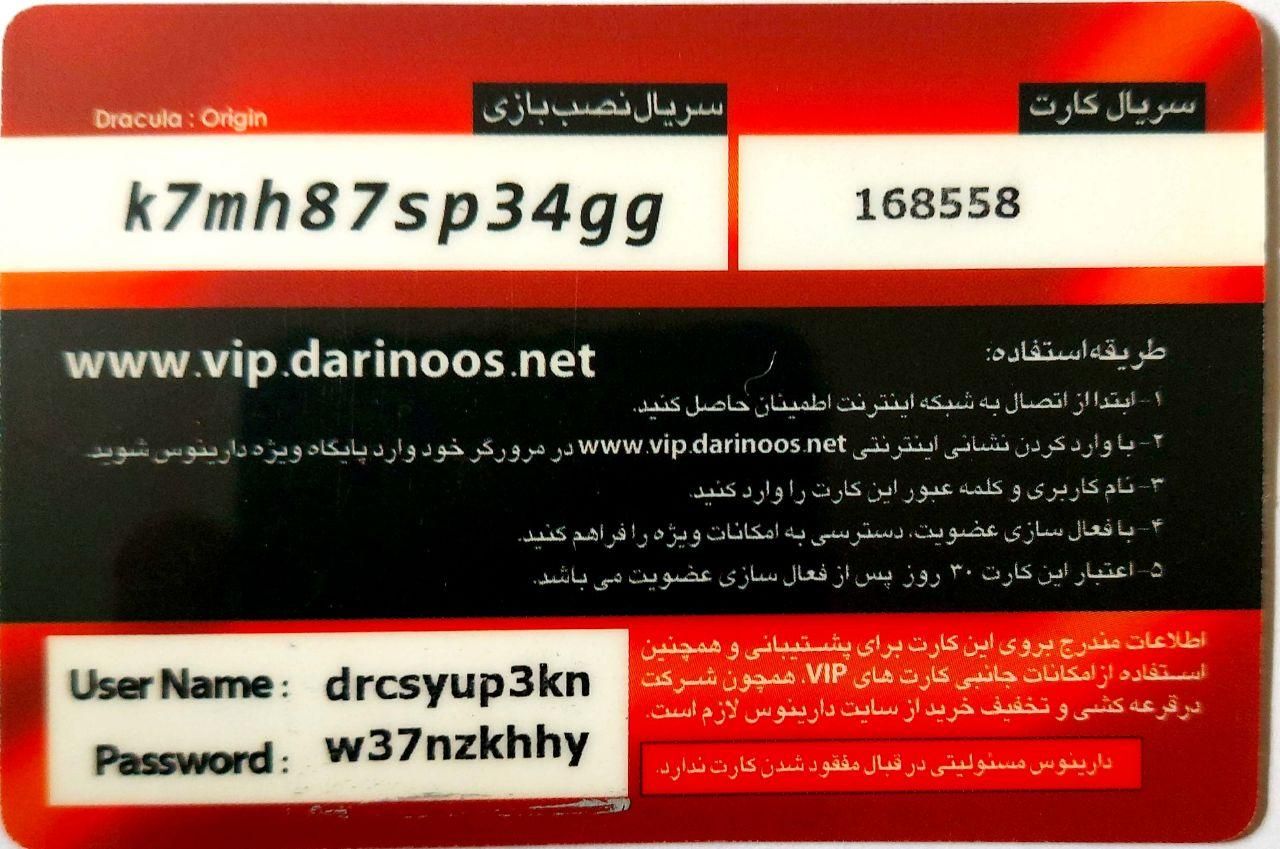 سریال کارت
168558
سریال نصب بازی
Dracula : Origin
k7mh87sp34gg
www.vip.darinoos.net
طریقه استفاده:
۱- ابتدا از اتصال به شبکه اینترنت اطمینان حاصل کنید.
۲- با وارد کردن نشانی اینترنتی www.vip.darinoos.net در مرورگر خود وارد پایگاه ویژه دارینوس شوید.
۳- نام کاربری و کلمه عبور این کارت را وارد کنید.
۴- با فعال سازی عضویت، دسترسی به امکانات ویژه را فراهم کنید.
۵- اعتبار این کارت ۳۰ روز پس از فعال سازی عضویت می باشد.
اطلاعات مندرج بروی این کارت برای پشتیبانی و همچنین
استفاده از امکانات جانبی کارت های VIP، همچون شرکت
در قرعه کشی و تخفیف خرید از سایت دارینوس لازم است.
دارینوس مسئولیتی در قبال مفقود شدن کارت ندارد.
User Name : drcsyup3kn
Password : w37nzkhhy